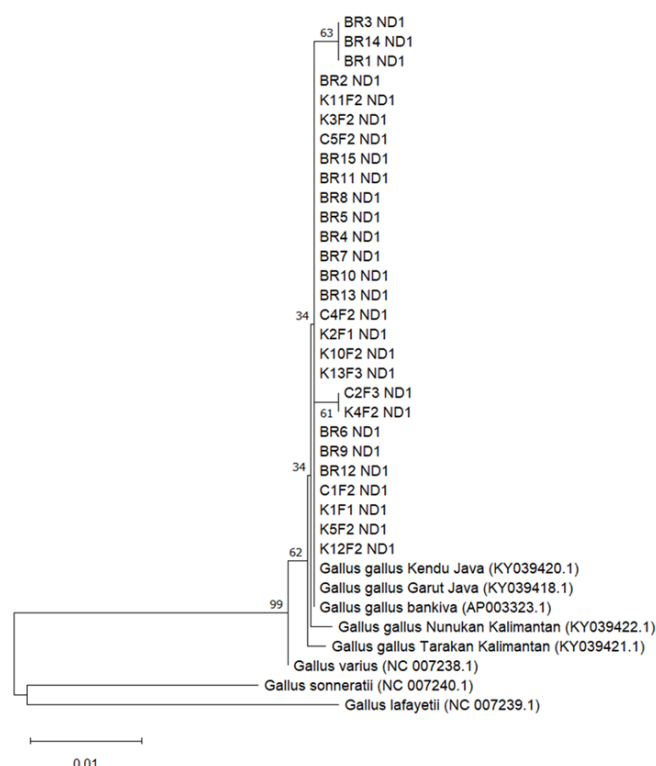 63
BR3 ND1
BR14 ND1
BR1 ND1
BR2 ND1
K11F2 ND1
K3F2 ND1
C5F2 ND1
BR15 ND1
BR11 ND1
BR8 ND1
BR5 ND1
BR4 ND1
BR7 ND1
BR10 ND1
BR13 ND1
34
C4F2 ND1
K2F1 ND1
K10F2 ND1
K13F3 ND1
C2F3 ND1
61
K4F2 ND1
BR6 ND1
BR9 ND1
34
BR12 ND1
C1F2 ND1
K1F1 ND1
K5F2 ND1
K12F2 ND1
62
Gallus gallus Kendu Java (KY039420.1)
Gallus gallus Garut Java (KY039418.1)
99
Gallus gallus bankiva (AP003323.1)
Gallus gallus Nunukan Kalimantan (KY039422.1)
Gallus gallus Tarakan Kalimantan (KY039421.1)
Gallus varius (NC 007238.1)
Gallus sonneratii (NC 007240.1)
Gallus lafayetii (NC 007239.1)
0.01